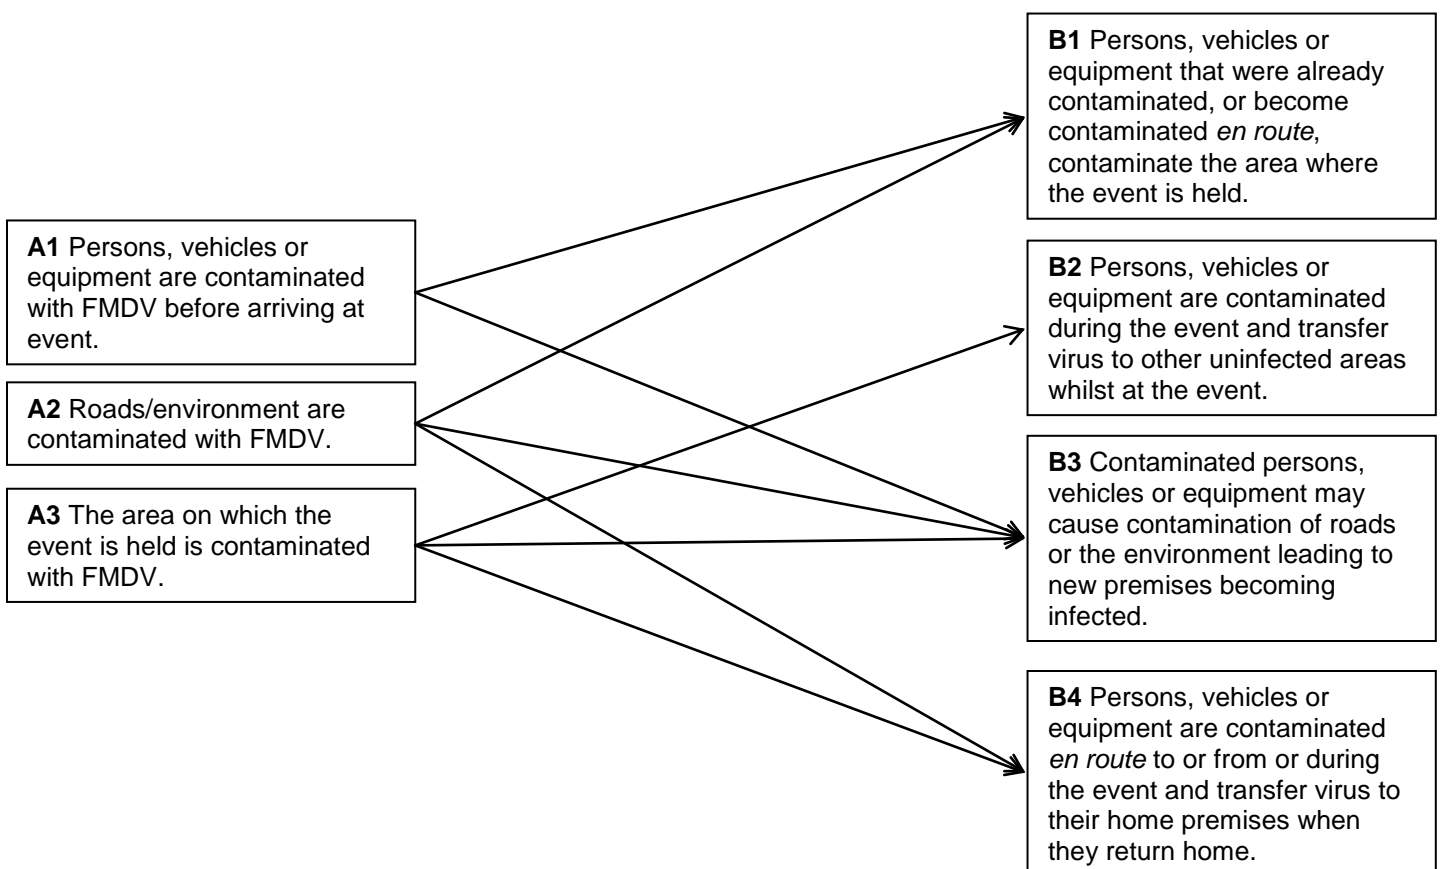 A1 Persons, vehicles or
equipment are contaminated
with FMDV before arriving at
event.
A2 Roads/environment are
contaminated with FMDV.
A3 The area on which the
event is held is contaminated
with FMDV.
B1 Persons, vehicles or
equipment that were already
contaminated, or become
contaminated en route,
contaminate the area where
the event is held.
B2 Persons, vehicles or
equipment are contaminated
during the event and transfer
virus to other uninfected areas
whilst at the event.
B3 Contaminated persons,
vehicles or equipment may
cause contamination of roads
or the environment leading to
new premises becoming
infected.
B4 Persons, vehicles or
equipment are contaminated
en route to or from or during
the event and transfer virus to
their home premises when
they return home.